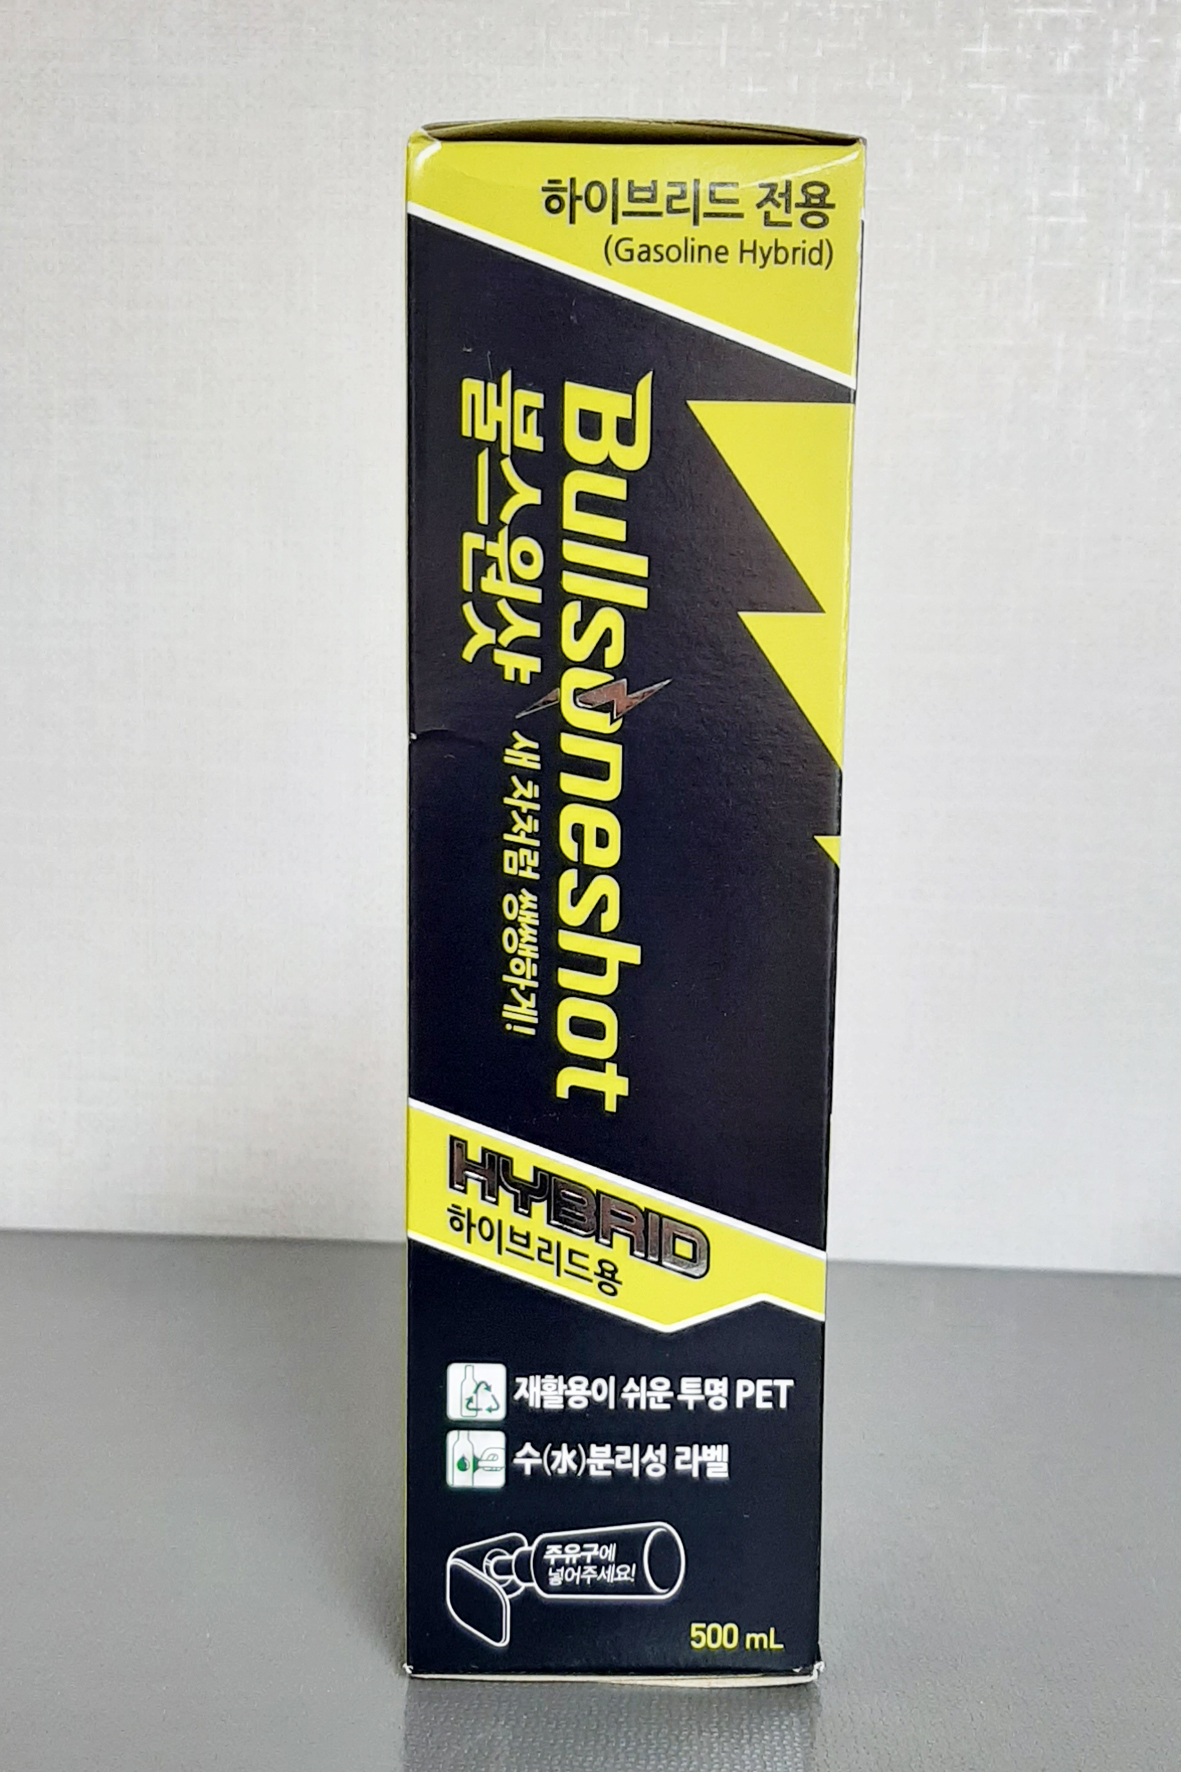 하이브리드 전용
(Gasoline Hybrid)
Bullsoneshot
불스원샷
새 차처럼 쌩쌩하게!
HYBRID
하이브리드용
재활용이 쉬운 투명 PET
수(水)분리성 라벨
주유구에
넣어주세요!
500 mL